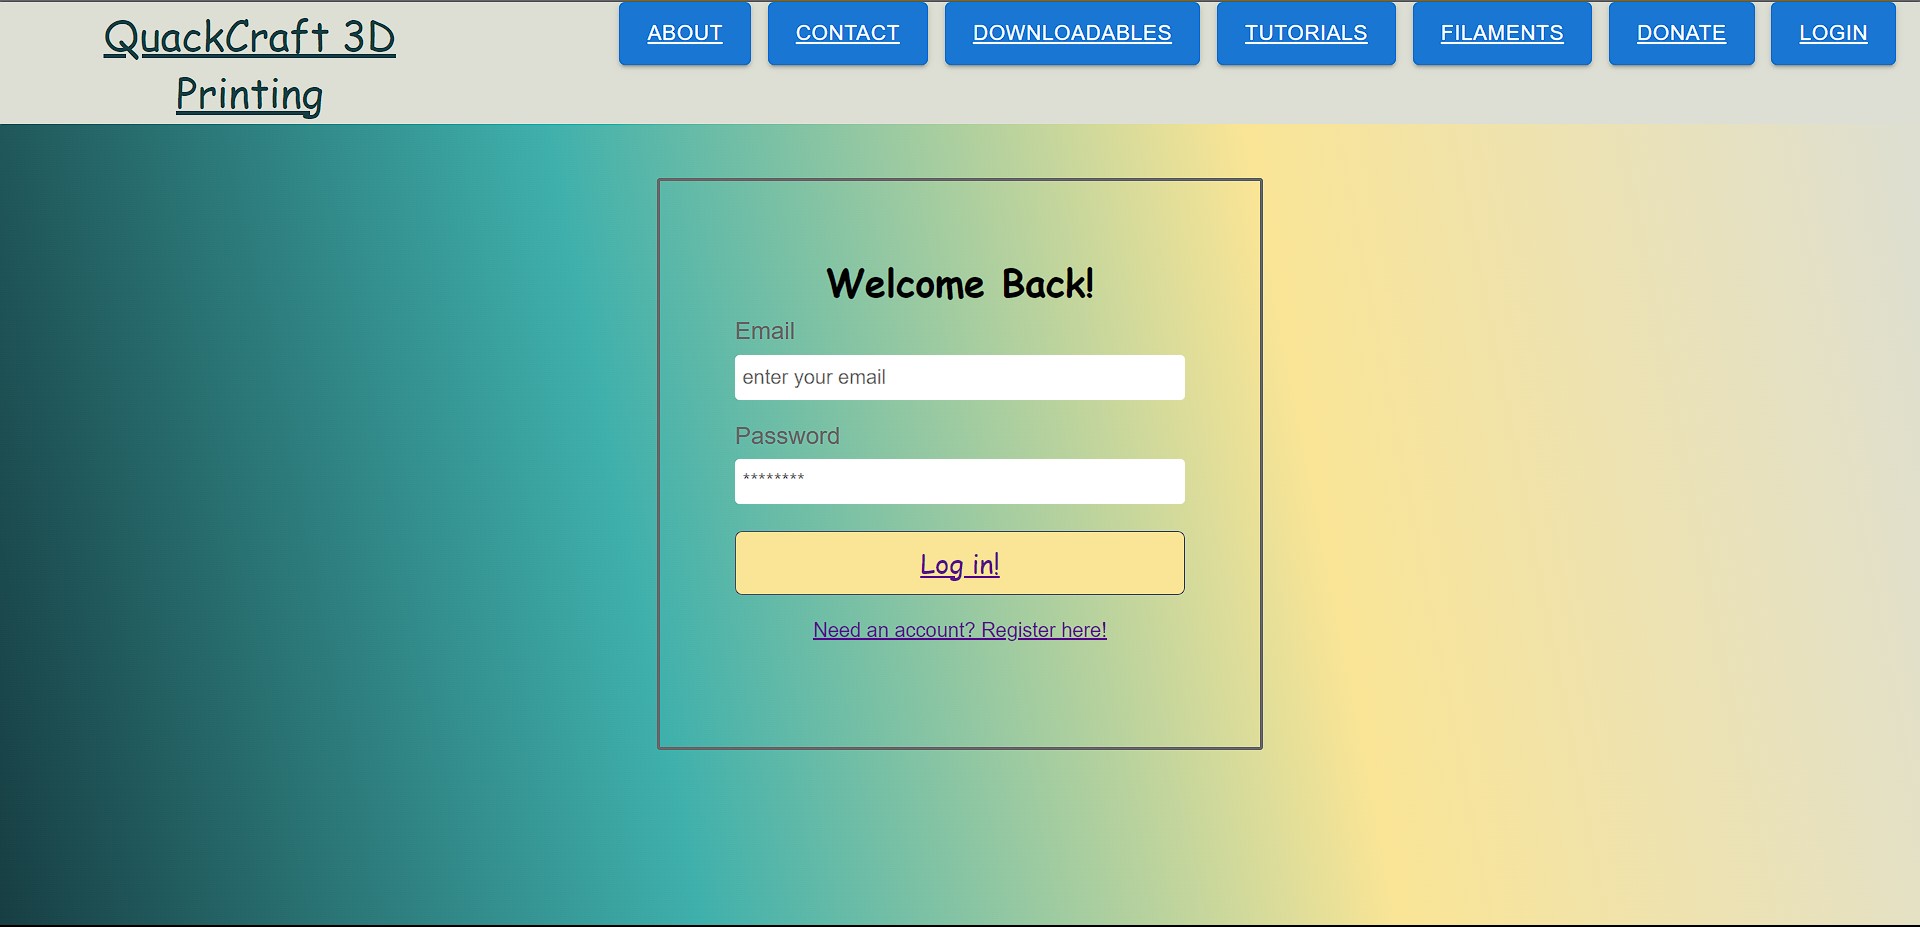 QuackCraft 3D
Printing
ABOUT
CONTACT
DOWNLOADABLES
TUTORIALS
FILAMENTS
DONATE
LOGIN
Welcome Back!
Email
enter your email
Password
********
Log in!
Need an account? Register here!